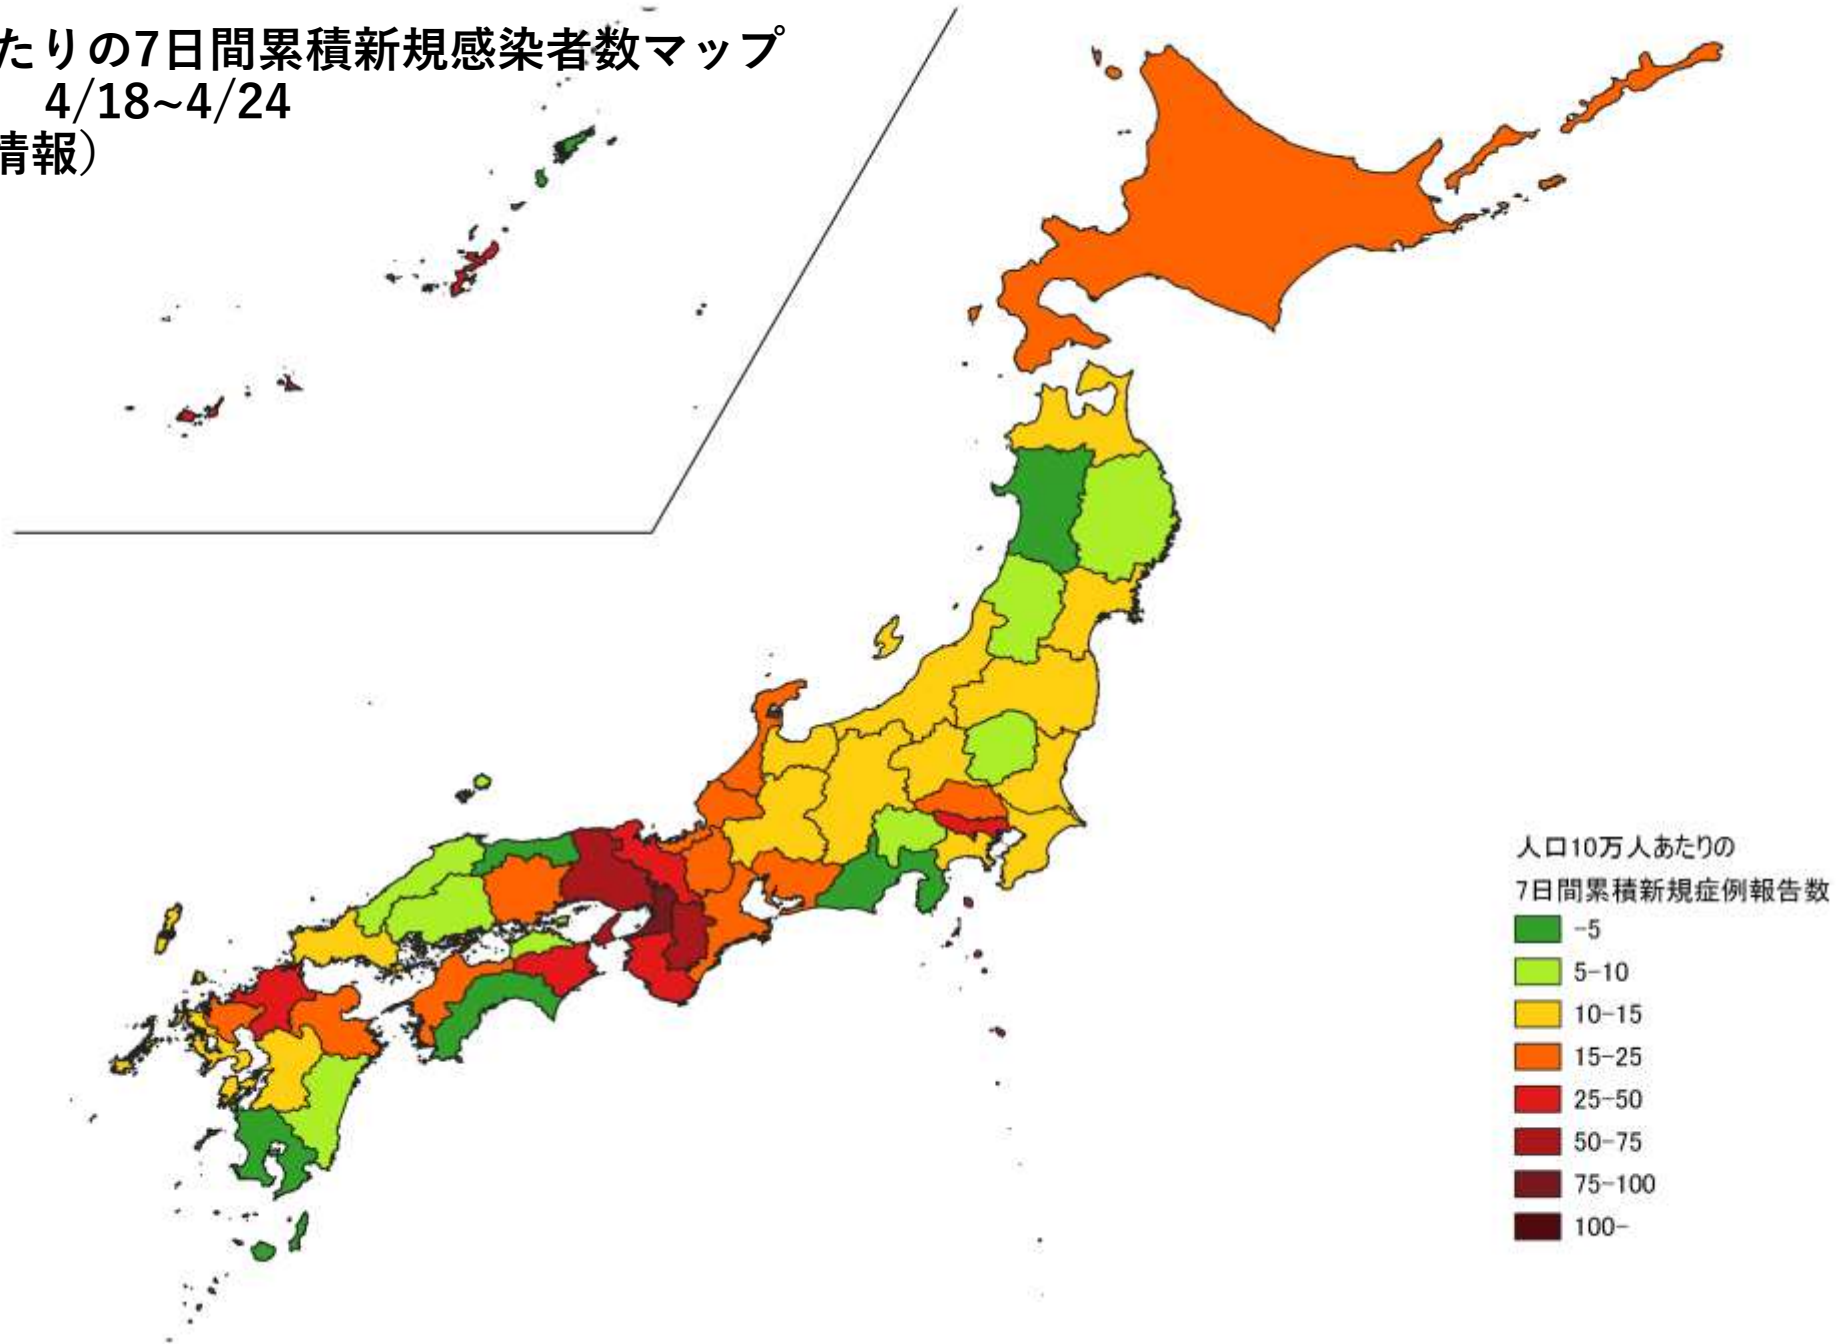 たりの7日間累積新規感染者数マップ
4/18~4/24
情報）
人口10万人あたりの
7日間累積新規症例報告数
-5
5-10
10-15
15-25
25-50
50-75
75-100
100-